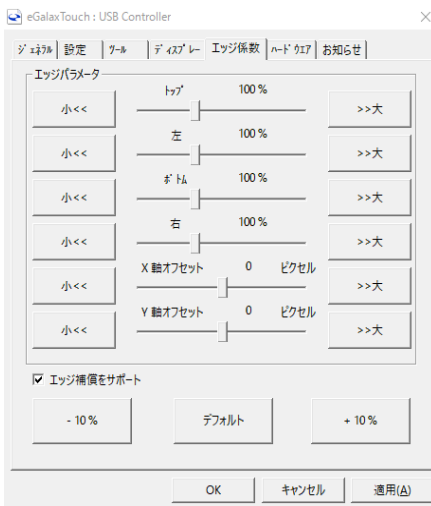 eGalaxTouch : USB Controller
ｼﾞｪﾈﾗﾙ 設定 ﾂｰﾙ ﾃﾞｨｽﾌﾟﾚｰ エッジ係数 ﾊｰﾄﾞｳｴｱ お知らせ
エッジパラメータ
ﾄｯﾌﾟ 100 %
小<< >>大
左 100 %
小<< >>大
ﾎﾞﾄﾑ 100 %
小<< >>大
右 100 %
小<< >>大
X 軸オフセット 0 ピクセル
小<< >>大
Y 軸オフセット 0 ピクセル
小<< >>大
エッジ補償をサポート
- 10 % デフォルト + 10 %
OK キャンセル 適用(A)